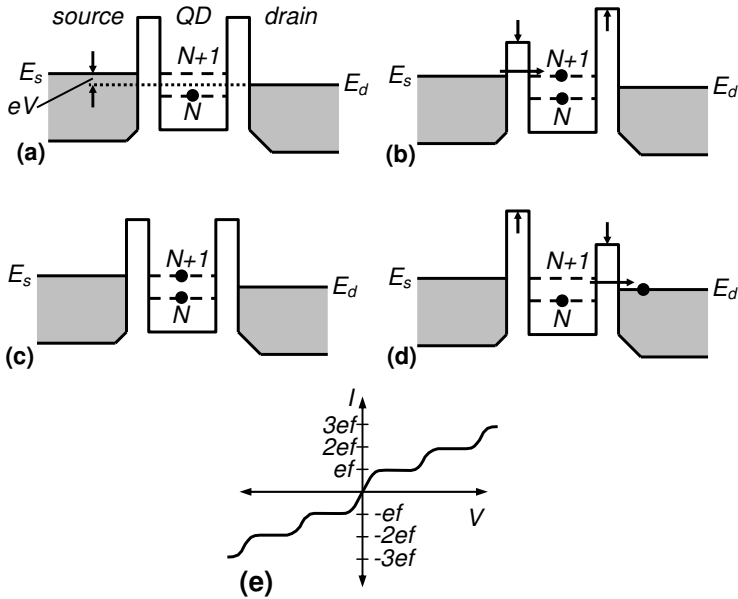 source QD drain
N+1
E_s
E_d
eV
N
(a)
N+1
E_s
E_d
N
(b)
N+1
E_s
E_d
N
(c)
N+1
E_s
E_d
N
(d)
I
3ef
2ef
ef
-ef
V
-2ef
-3ef
(e)